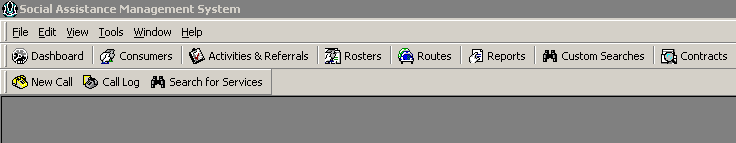 Social Assistance Management System
File Edit View Tools Window Help
Dashboard Consumers Activities & Referrals Rosters Routes Reports Custom Searches Contracts
New Call Call Log Search for Services